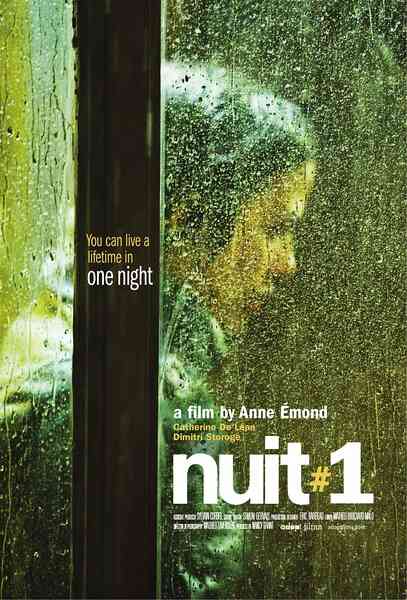 You can live a
lifetime in
one night
a film by Anne Émond
Catherine De Léan
Dimitri Storoge
nuit #1